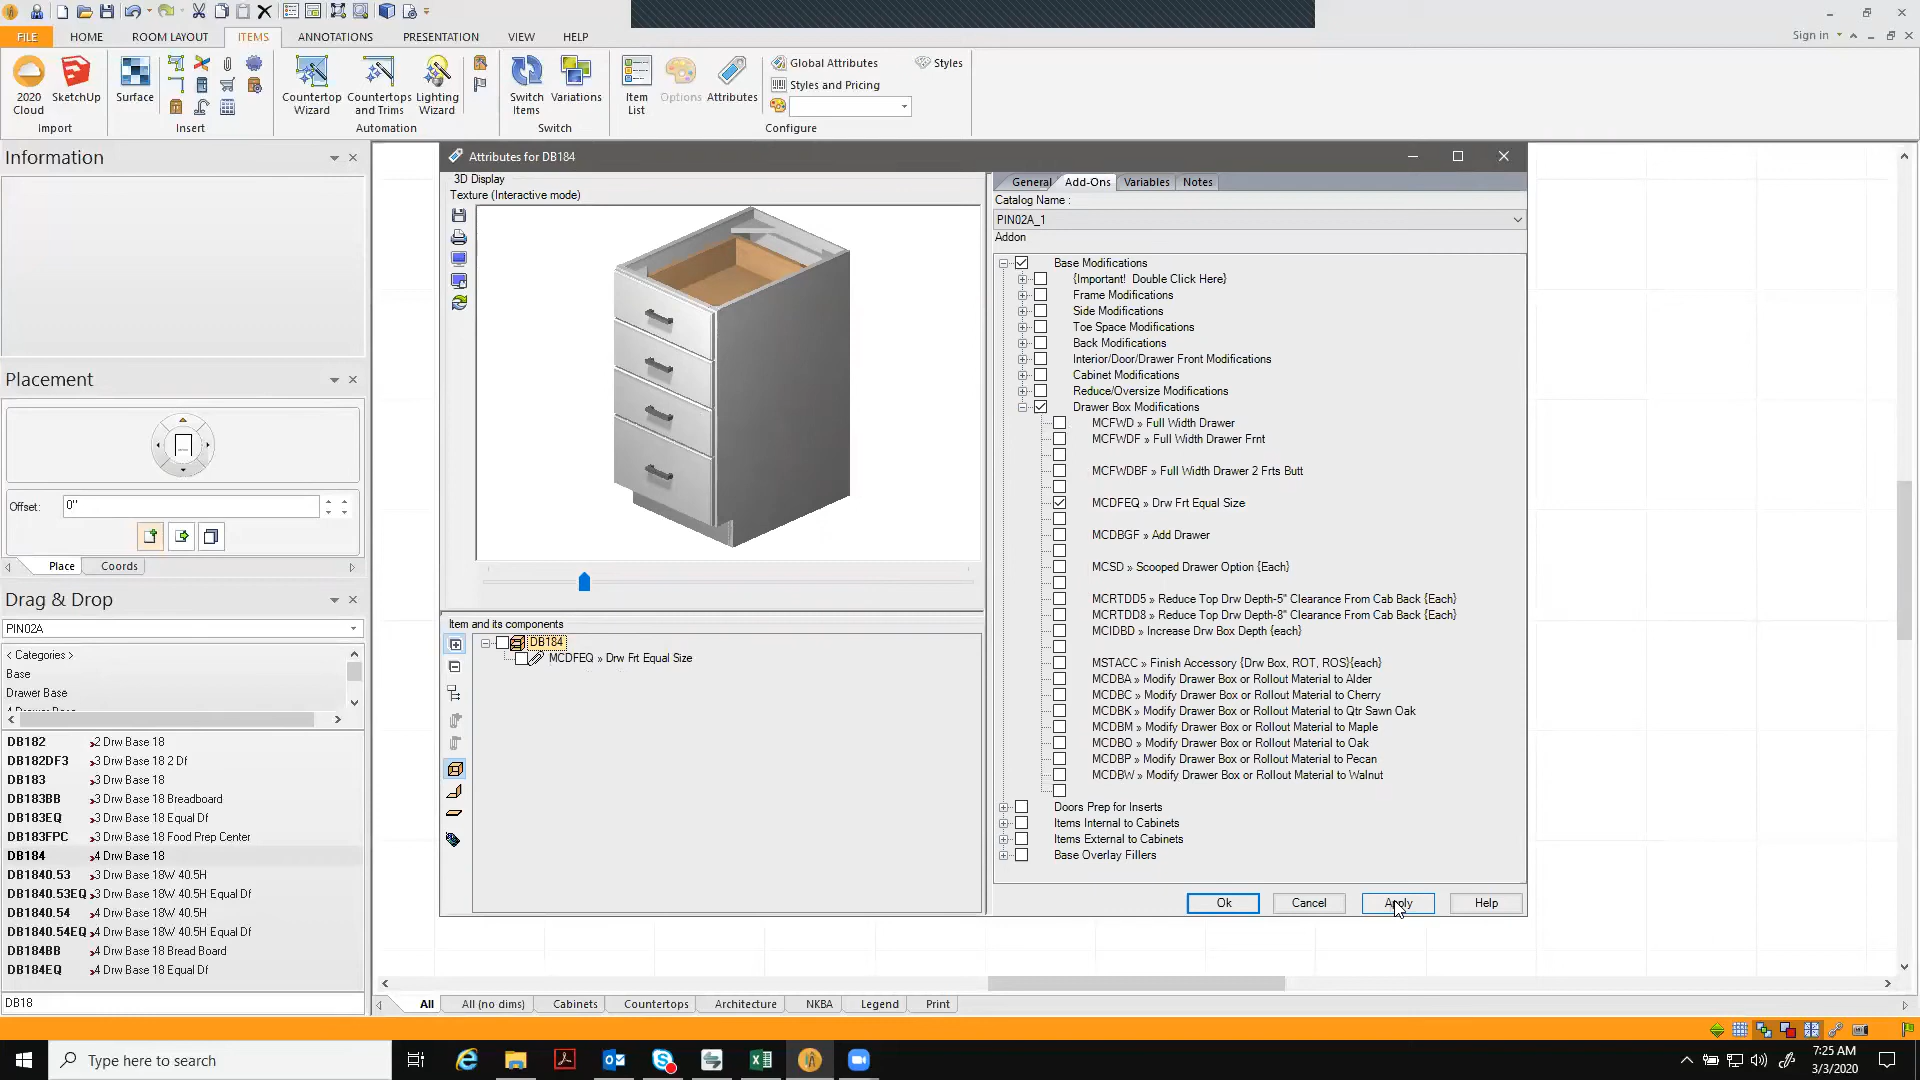 FILE HOME ROOM LAYOUT ITEMS ANNOTATIONS PRESENTATION VIEW HELP
Sign in
2020 Cloud
SketchUp
Import
Surface
Insert
Countertop Wizard
Countertops and Trims
Lighting Wizard
Automation
Switch Items
Variations
Switch
Item List
Options
Attributes
Global Attributes
Styles
Styles and Pricing
Configure
Information
Placement
Offset:
0"
Place Coords
Drag & Drop
PIN02A
< Categories >
Base
Drawer Base
4 Drawer Base
DB182 2 Drw Base 18
DB182DF3 3 Drw Base 18 2 Df
DB183 3 Drw Base 18
DB183BB 3 Drw Base 18 Breadboard
DB183EQ 3 Drw Base 18 Equal Df
DB183FPC 3 Drw Base 18 Food Prep Center
DB184 4 Drw Base 18
DB1840.53 3 Drw Base 18W 40.5H
DB1840.53EQ 3 Drw Base 18W 40.5H Equal Df
DB1840.54 4 Drw Base 18W 40.5H
DB1840.54EQ 4 Drw Base 18W 40.5H Equal Df
DB184BB 4 Drw Base 18 Bread Board
DB184EQ 4 Drw Base 18 Equal Df
DB18
Attributes for DB184
3D Display
Texture (Interactive mode)
Item and its components
DB184
MCDFEQ » Drw Frt Equal Size
General Add-Ons Variables Notes
Catalog Name :
PIN02A_1
Addon
Base Modifications
{Important! Double Click Here}
Frame Modifications
Side Modifications
Toe Space Modifications
Back Modifications
Interior/Door/Drawer Front Modifications
Cabinet Modifications
Reduce/Oversize Modifications
Drawer Box Modifications
MCFWD » Full Width Drawer
MCFWDF » Full Width Drawer Frnt
MCFWDBF » Full Width Drawer 2 Frts Butt
MCDFEQ » Drw Frt Equal Size
MCDBGF » Add Drawer
MCSD » Scooped Drawer Option {Each}
MCRTDD5 » Reduce Top Drw Depth-5" Clearance From Cab Back {Each}
MCRTDD8 » Reduce Top Drw Depth-8" Clearance From Cab Back {Each}
MCIDBD » Increase Drw Box Depth {each}
MSTACC » Finish Accessory {Drw Box, ROT, ROS}{each}
MCDBA » Modify Drawer Box or Rollout Material to Alder
MCDBC » Modify Drawer Box or Rollout Material to Cherry
MCDBK » Modify Drawer Box or Rollout Material to Qtr Sawn Oak
MCDBM » Modify Drawer Box or Rollout Material to Maple
MCDBO » Modify Drawer Box or Rollout Material to Oak
MCDBP » Modify Drawer Box or Rollout Material to Pecan
MCDBW » Modify Drawer Box or Rollout Material to Walnut
Doors Prep for Inserts
Items Internal to Cabinets
Items External to Cabinets
Base Overlay Fillers
Ok Cancel Apply Help
All All (no dims) Cabinets Countertops Architecture NKBA Legend Print
Type here to search
7:25 AM
3/3/2020